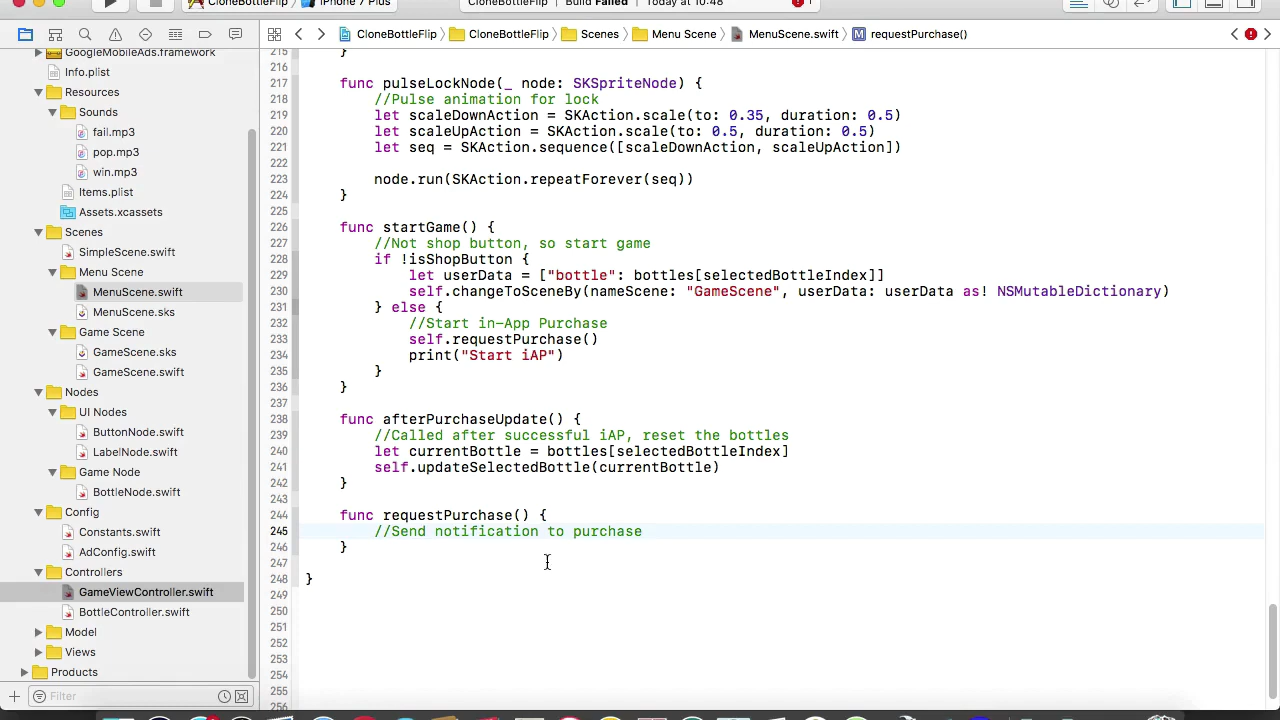 CloneBottleFlip iPhone 7 Plus CloneBottleFlip Build Failed Today at 10:48
CloneBottleFlip CloneBottleFlip Scenes Menu Scene MenuScene.swift M requestPurchase()
GoogleMobileAds.framework
Info.plist
Resources
Sounds
fail.mp3
pop.mp3
win.mp3
Items.plist
Assets.xcassets
Scenes
SimpleScene.swift
Menu Scene
MenuScene.swift
MenuScene.sks
Game Scene
GameScene.sks
GameScene.swift
Nodes
UI Nodes
ButtonNode.swift
LabelNode.swift
Game Node
BottleNode.swift
Config
Constants.swift
AdConfig.swift
Controllers
GameViewController.swift
BottleController.swift
Model
Views
Products
Filter
215 }
216
217 func pulseLockNode(_ node: SKSpriteNode) {
218 //Pulse animation for lock
219 let scaleDownAction = SKAction.scale(to: 0.35, duration: 0.5)
220 let scaleUpAction = SKAction.scale(to: 0.5, duration: 0.5)
221 let seq = SKAction.sequence([scaleDownAction, scaleUpAction])
222
223 node.run(SKAction.repeatForever(seq))
224 }
225
226 func startGame() {
227 //Not shop button, so start game
228 if !isShopButton {
229 let userData = ["bottle": bottles[selectedBottleIndex]]
230 self.changeToSceneBy(nameScene: "GameScene", userData: userData as! NSMutableDictionary)
231 } else {
232 //Start in-App Purchase
233 self.requestPurchase()
234 print("Start iAP")
235 }
236 }
237
238 func afterPurchaseUpdate() {
239 //Called after successful iAP, reset the bottles
240 let currentBottle = bottles[selectedBottleIndex]
241 self.updateSelectedBottle(currentBottle)
242 }
243
244 func requestPurchase() {
245 //Send notification to purchase
246 }
247
248 }
249
250
251
252
253
254
255
256